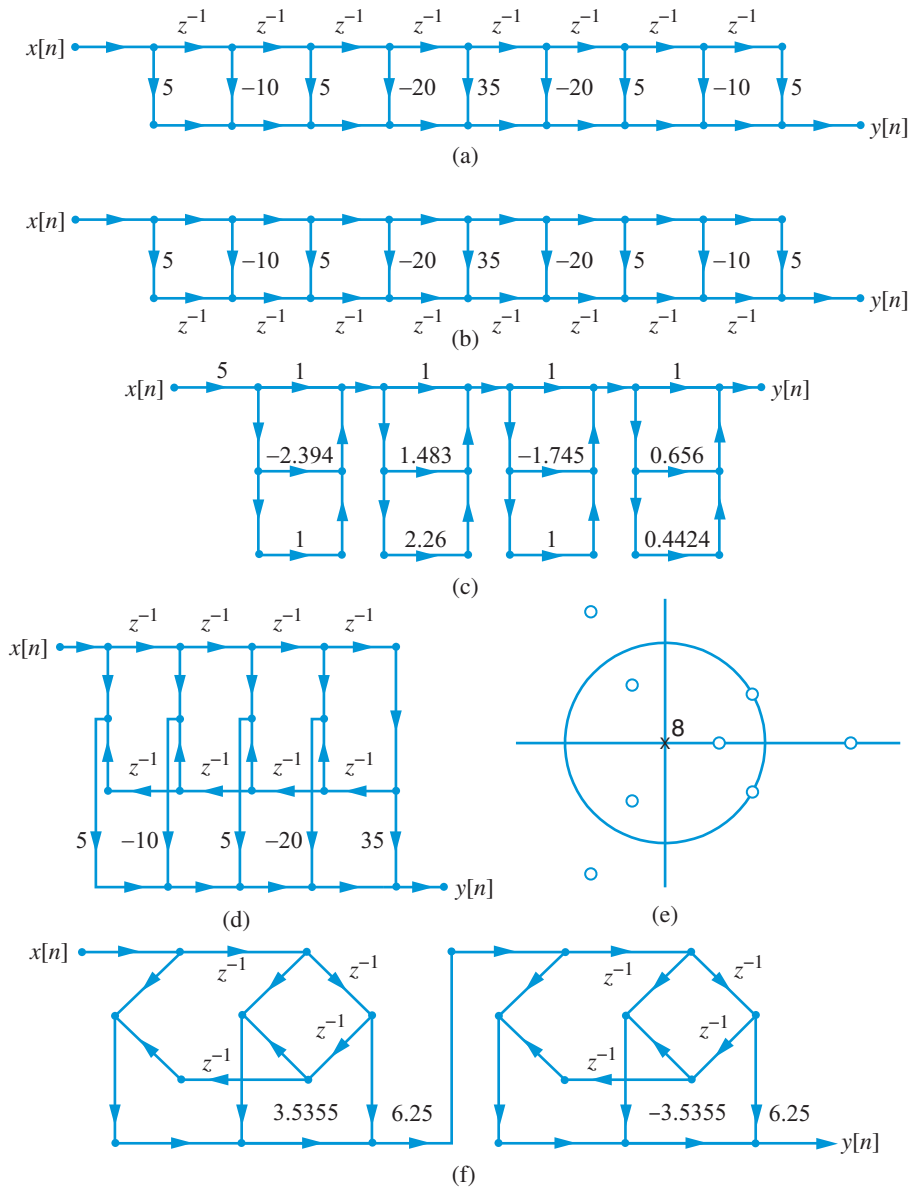 z⁻¹ z⁻¹ z⁻¹ z⁻¹ z⁻¹ z⁻¹ z⁻¹ z⁻¹
x[n]
5 −10 5 −20 35 −20 5 −10 5
y[n]
(a)
x[n]
5 −10 5 −20 35 −20 5 −10 5
y[n]
z⁻¹ z⁻¹ z⁻¹ z⁻¹ z⁻¹ z⁻¹ z⁻¹ z⁻¹
(b)
5 1 1 1 1
x[n] y[n]
−2.394 1.483 −1.745 0.656
1 2.26 1 0.4424
(c)
z⁻¹ z⁻¹ z⁻¹ z⁻¹
x[n]
z⁻¹ z⁻¹ z⁻¹ z⁻¹
5 −10 5 −20 35
y[n]
(d)
8
(e)
x[n]
z⁻¹ z⁻¹ z⁻¹ z⁻¹
z⁻¹ z⁻¹
z⁻¹ z⁻¹
3.5355 6.25 −3.5355 6.25
y[n]
(f)